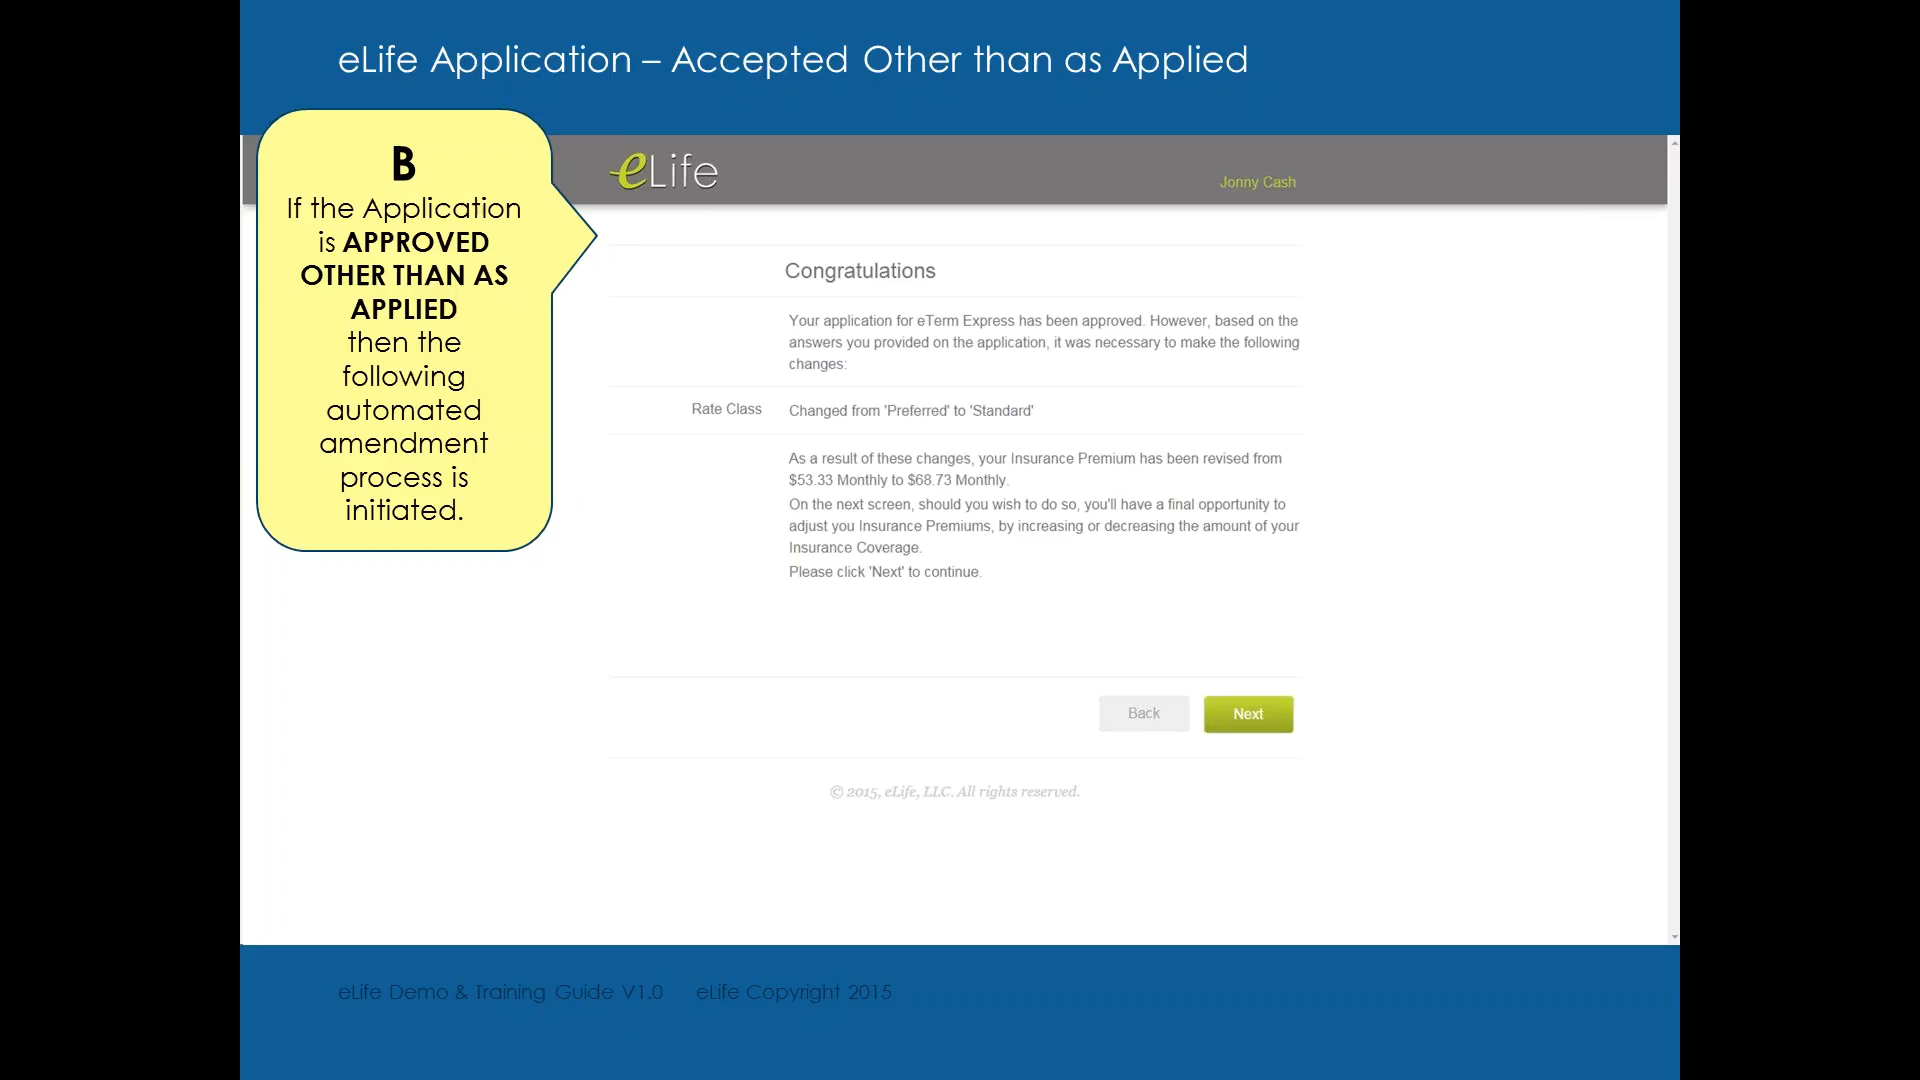 eLife Application – Accepted Other than as Applied
B
If the Application
is APPROVED
OTHER THAN AS
APPLIED
then the
following
automated
amendment
process is
initiated.
eLife
Jonny Cash
Congratulations
Your application for eTerm Express has been approved. However, based on the
answers you provided on the application, it was necessary to make the following
changes:
Rate Class
Changed from 'Preferred' to 'Standard'
As a result of these changes, your Insurance Premium has been revised from
$53.33 Monthly to $68.73 Monthly.
On the next screen, should you wish to do so, you'll have a final opportunity to
adjust you Insurance Premiums, by increasing or decreasing the amount of your
Insurance Coverage.
Please click 'Next' to continue.
Back
Next
© 2015, eLife, LLC. All rights reserved.
eLife Demo & Training Guide V1.0 eLife Copyright 2015